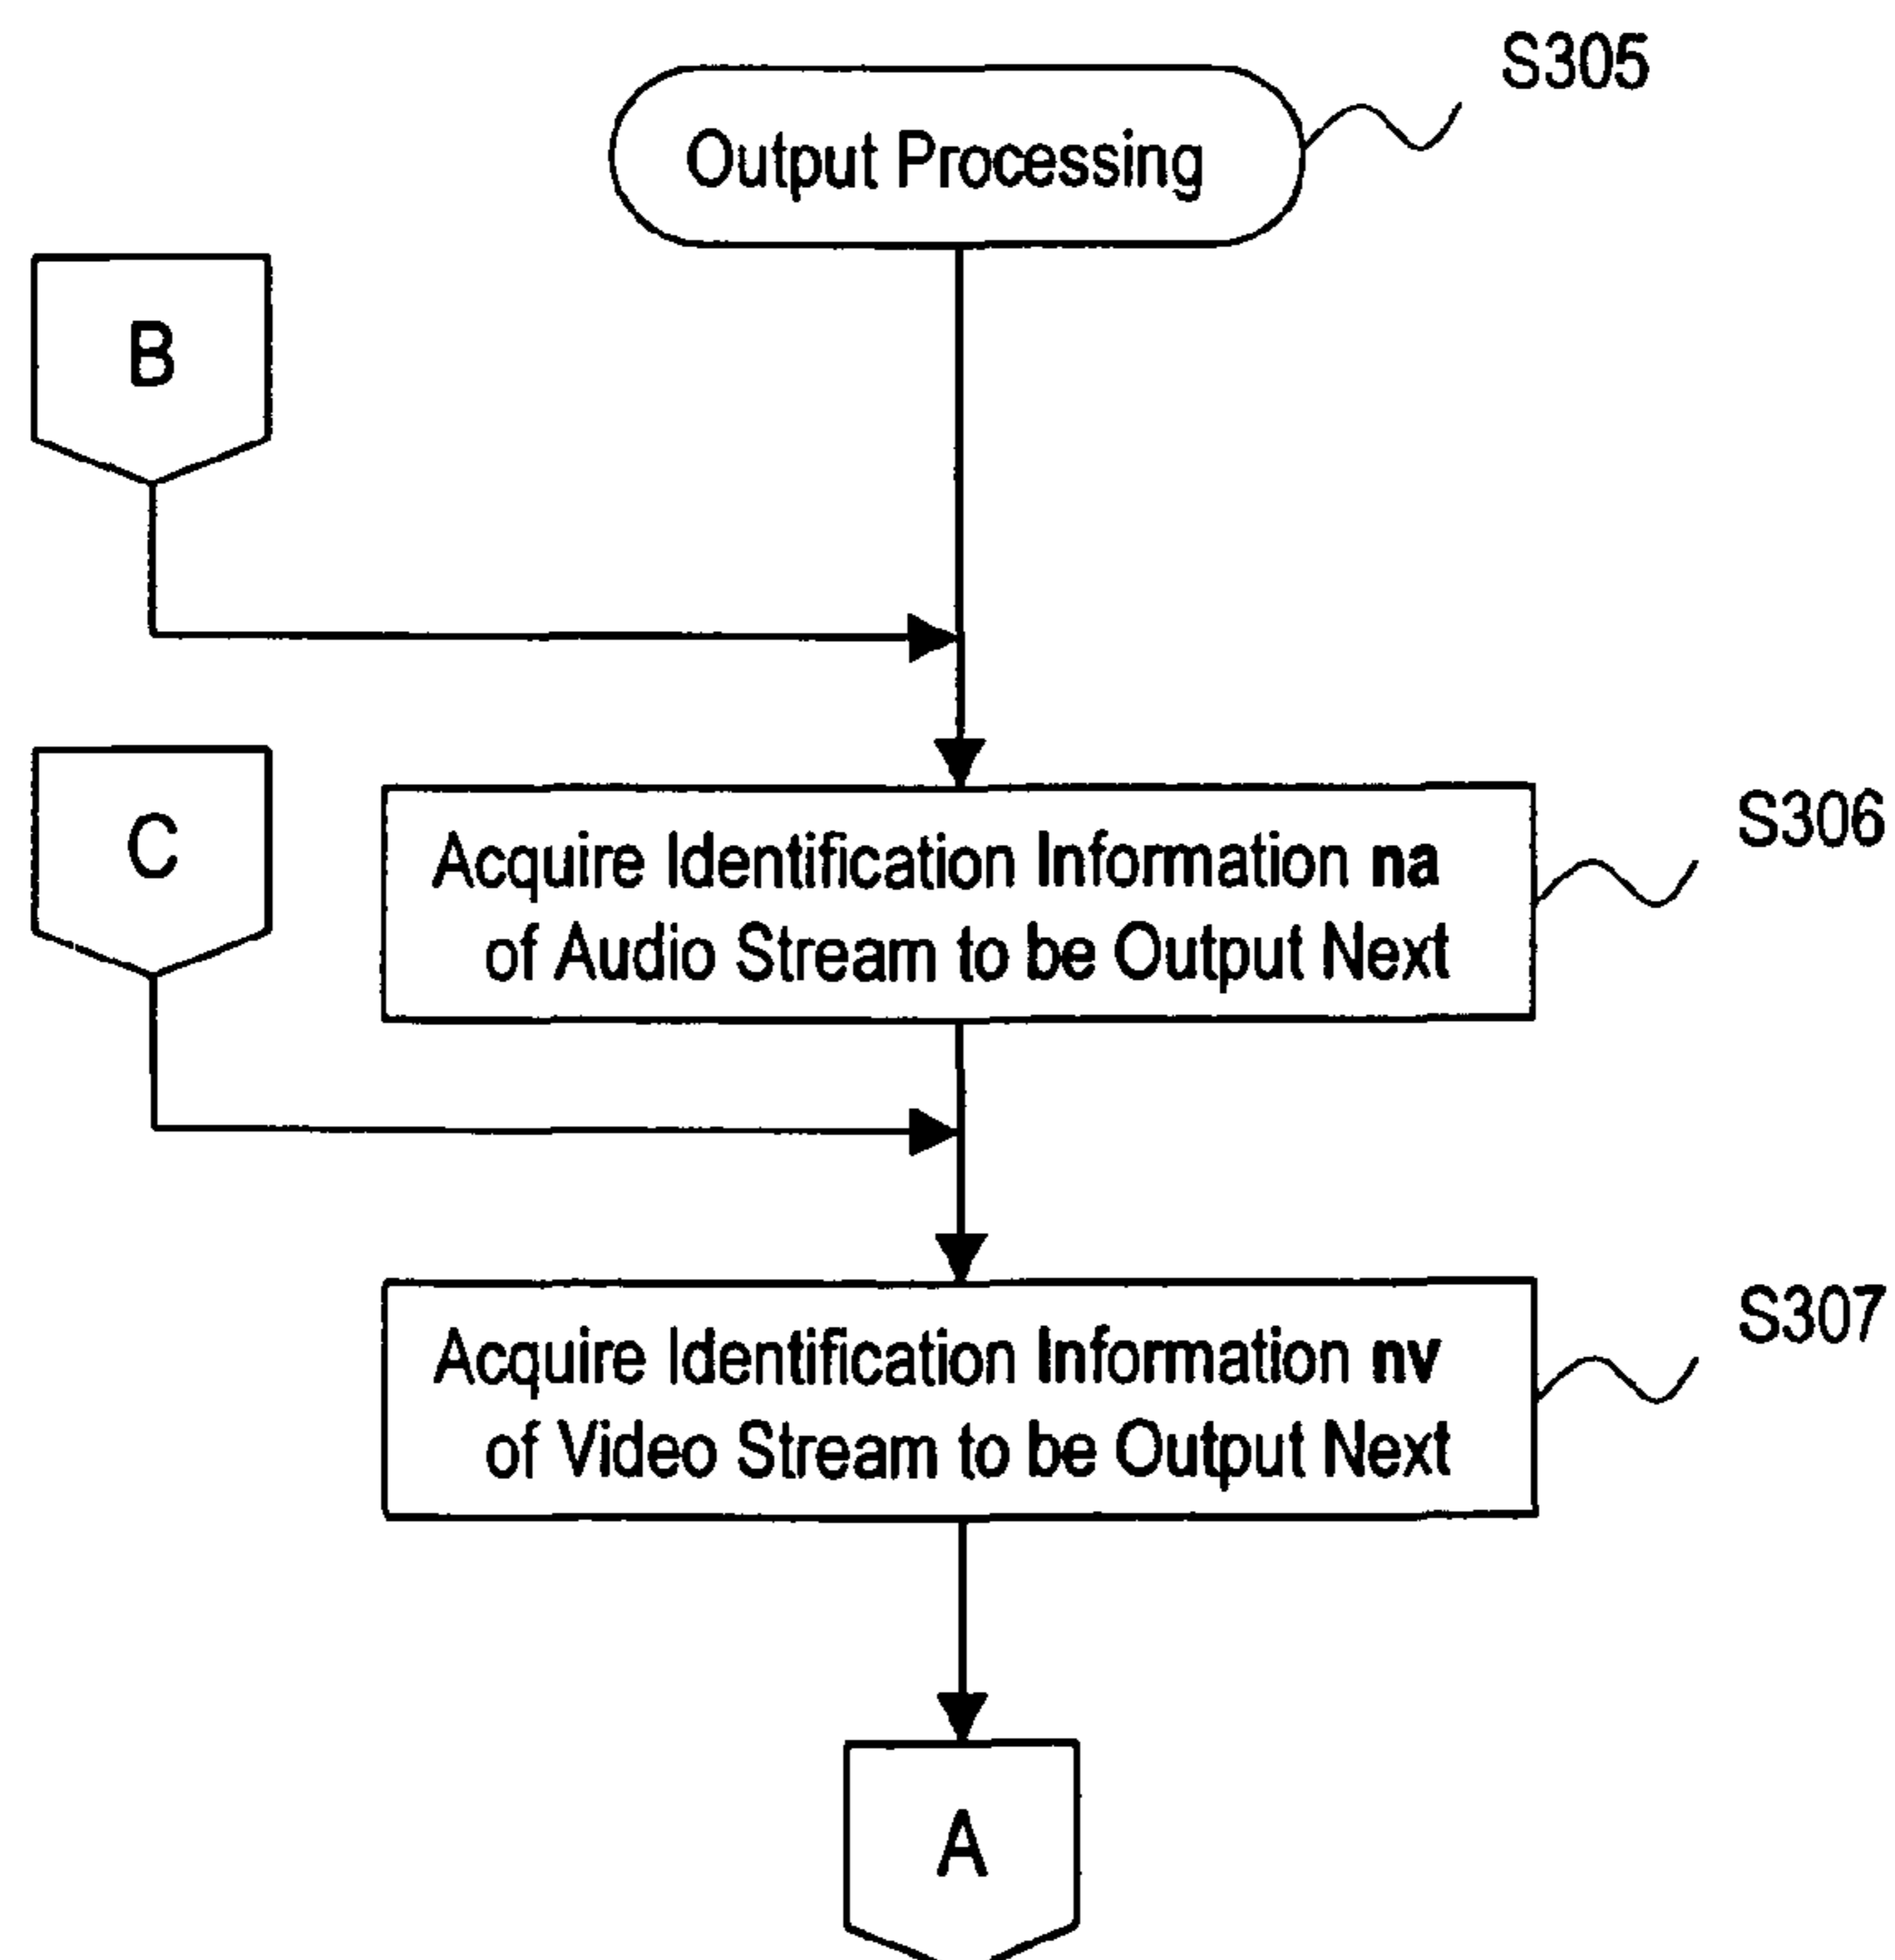 S305
Output Processing
B
C
Acquire Identification Information na
of Audio Stream to be Output Next
S306
Acquire Identification Information nv
of Video Stream to be Output Next
S307
A